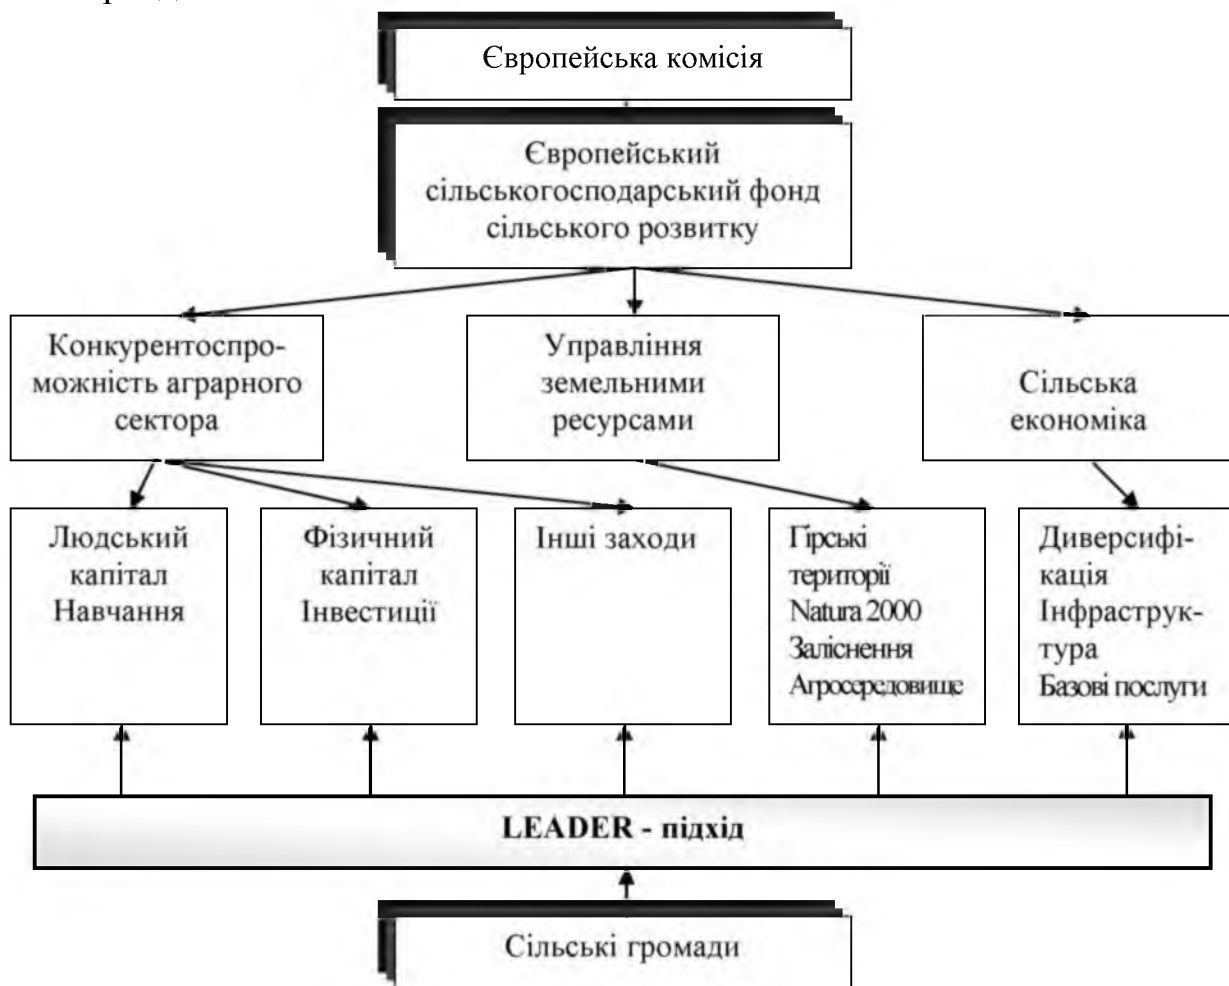 Європейська комісія
Європейський
сільськогосподарський фонд
сільського розвитку
Конкурентоспро-
можність аграрного
сектора
Управління
земельними
ресурсами
Сільська
економіка
Людський
капітал
Навчання
Фізичний
капітал
Інвестиції
Інші заходи
Гірські
території
Natura 2000
Заліснення
Агросередовище
Диверсифі-
кація
Інфраструк-
тура
Базові послуги
LEADER - підхід
Сільські громади